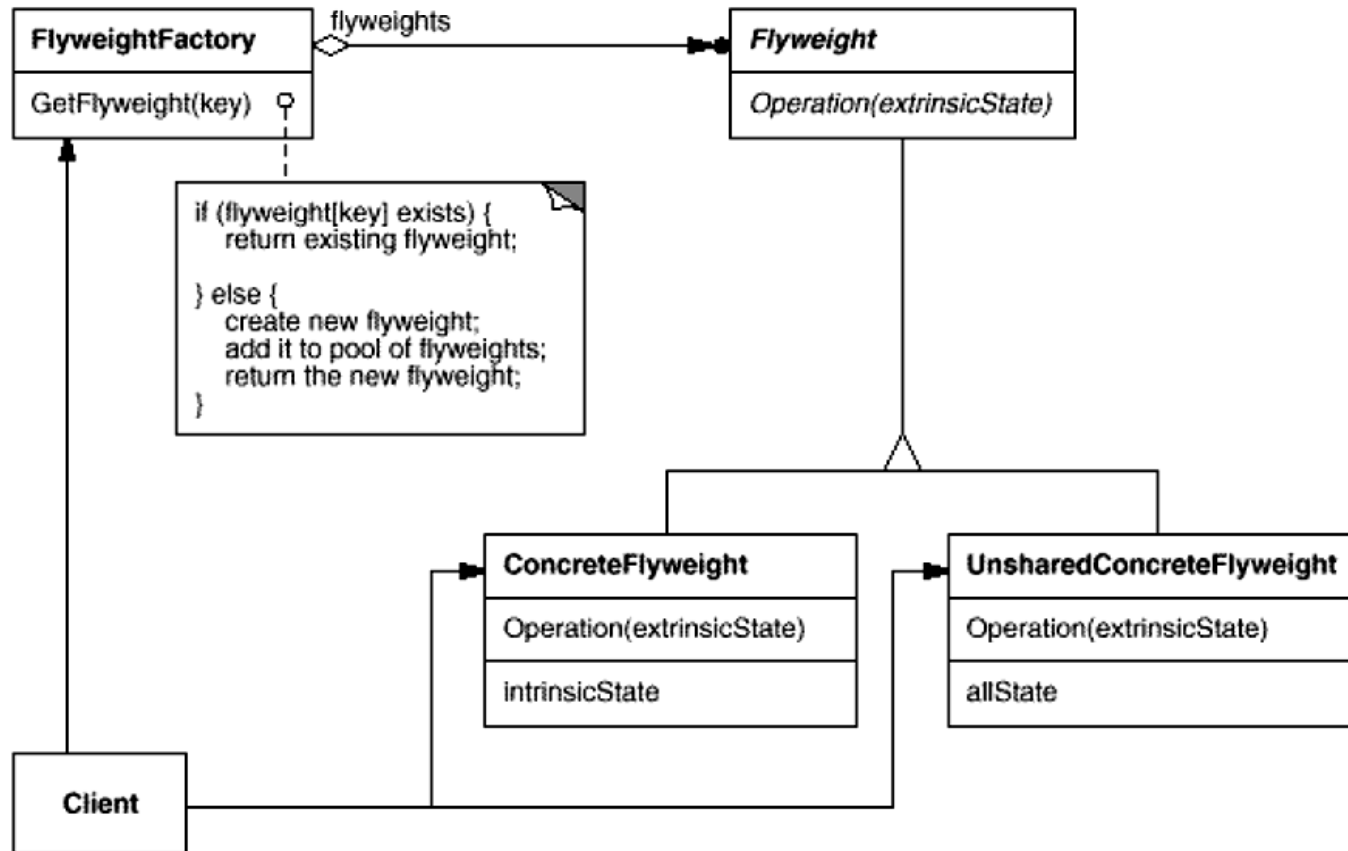 FlyweightFactory
GetFlyweight(key)
flyweights
Flyweight
Operation(extrinsicState)
if (flyweight[key] exists) {
return existing flyweight;
} else {
create new flyweight;
add it to pool of flyweights;
return the new flyweight;
}
ConcreteFlyweight
Operation(extrinsicState)
intrinsicState
UnsharedConcreteFlyweight
Operation(extrinsicState)
allState
Client